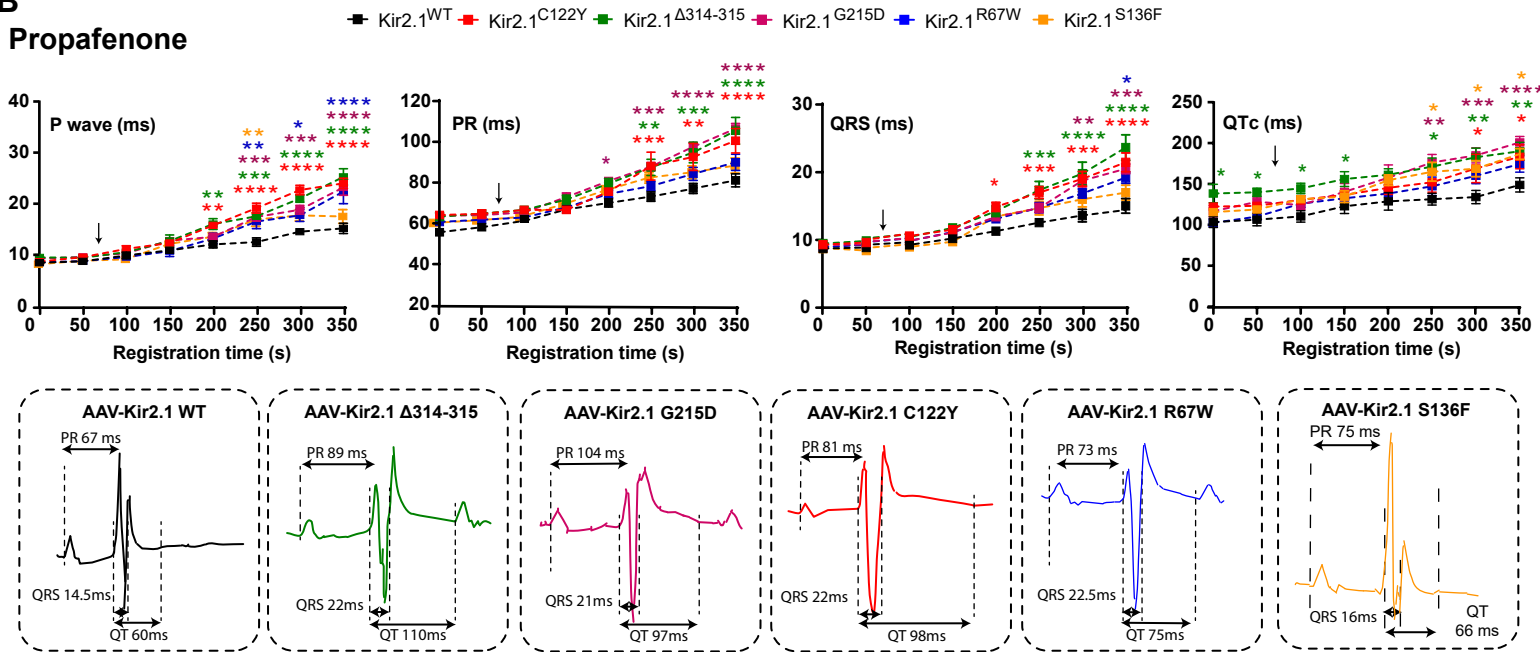 B
Kir2.1WT Kir2.1C122Y Kir2.1Δ314-315 Kir2.1G215D Kir2.1R67W Kir2.1S136F
Propafenone
P wave (ms)
40
30
20
10
0
0 50 100 150 200 250 300 350
Registration time (s)
** ** **** *** *** ** ** **** **** *** * **** **** **** ****
PR (ms)
120
100
80
60
40
20
0 50 100 150 200 250 300 350
Registration time (s)
* *** ** *** **** *** ** **** **** ****
QRS (ms)
30
20
10
0
0 50 100 150 200 250 300 350
Registration time (s)
* *** *** ** **** *** * *** **** ****
QTc (ms)
250
200
150
100
50
0
0 50 100 150 200 250 300 350
Registration time (s)
* * * * * ** * * *** ** * * **** ** *
AAV-Kir2.1 WT
PR 67 ms
QRS 14.5ms
QT 60ms
AAV-Kir2.1 Δ314-315
PR 89 ms
QRS 22ms
QT 110ms
AAV-Kir2.1 G215D
PR 104 ms
QRS 21ms
QT 97ms
AAV-Kir2.1 C122Y
PR 81 ms
QRS 22ms
QT 98ms
AAV-Kir2.1 R67W
PR 73 ms
QRS 22.5ms
QT 75ms
AAV-Kir2.1 S136F
PR 75 ms
QRS 16ms
QT
66 ms